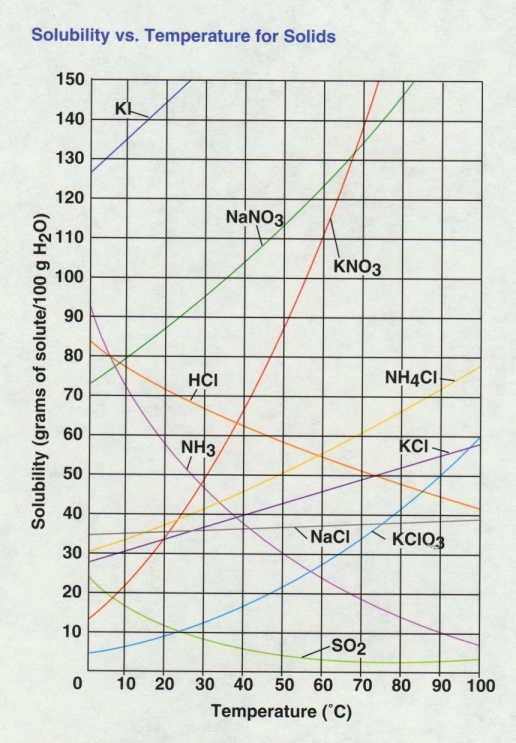 Solubility vs. Temperature for Solids
150
140
130
120
110
100
90
80
70
60
50
40
30
20
10
Solubility (grams of solute/100 g H₂O)
KI
NaNO₃
KNO₃
HCl
NH₄Cl
NH₃
KCl
NaCl
KClO₃
SO₂
0 10 20 30 40 50 60 70 80 90 100
Temperature (˚C)